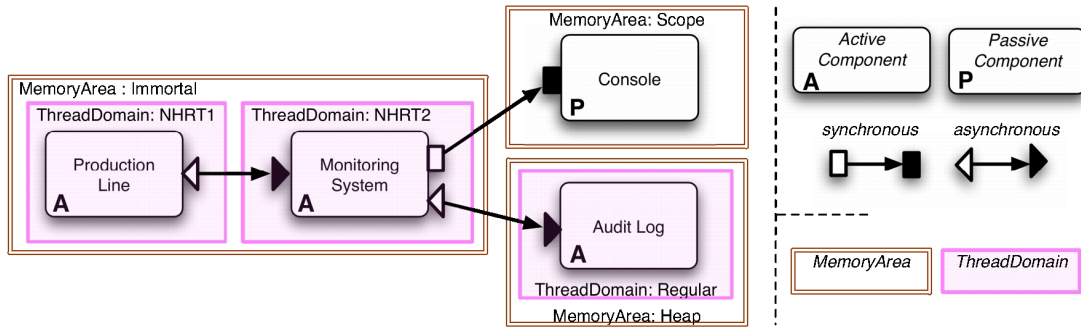 MemoryArea: Scope
Console
P
MemoryArea : Immortal
ThreadDomain: NHRT1
ThreadDomain: NHRT2
Production
Line
A
Monitoring
System
A
Audit Log
A
ThreadDomain: Regular
MemoryArea: Heap
Active
Component
A
Passive
Component
P
synchronous
asynchronous
MemoryArea
ThreadDomain